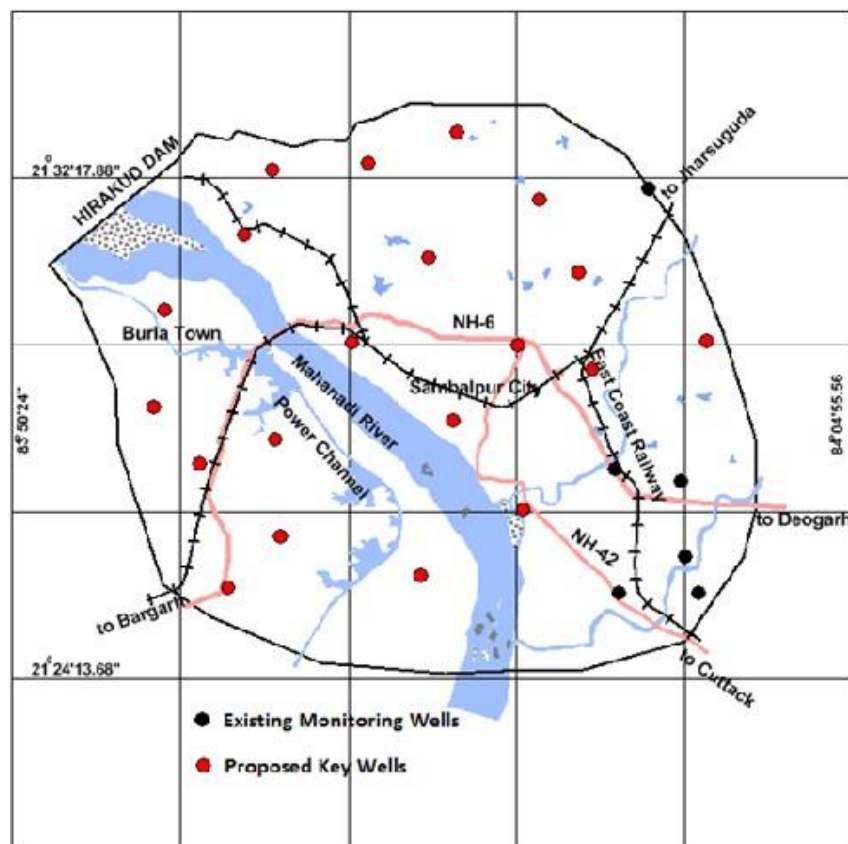 to Jharsuguda
HIRAKUD DAM
21° 32'17.88"
NH-6
Burla Town
Sambalpur City
East Coast Railway
Mahanadi River
Power Channel
83° 50'24"
84° 04'55.56
to Deogarh
NH-42
to Bargarh
to Cuttack
21° 24'13.68"
Existing Monitoring Wells
Proposed Key Wells